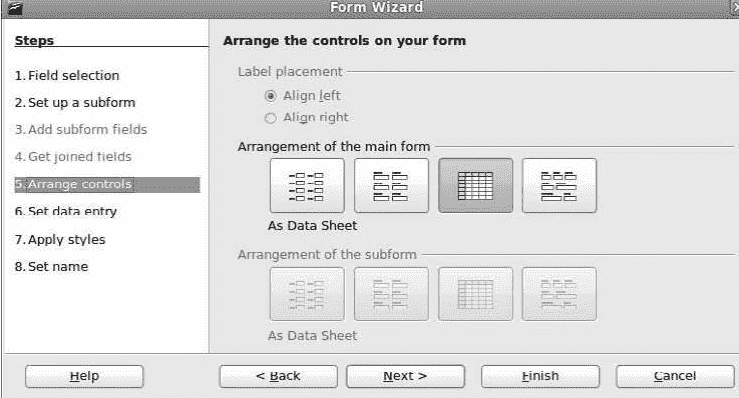 Form Wizard
Steps
1. Field selection
2. Set up a subform
3. Add subform fields
4. Get joined fields
5. Arrange controls
6. Set data entry
7. Apply styles
8. Set name
Arrange the controls on your form
Label placement
Align left
Align right
Arrangement of the main form
As Data Sheet
Arrangement of the subform
As Data Sheet
Help
< Back
Next >
Finish
Cancel